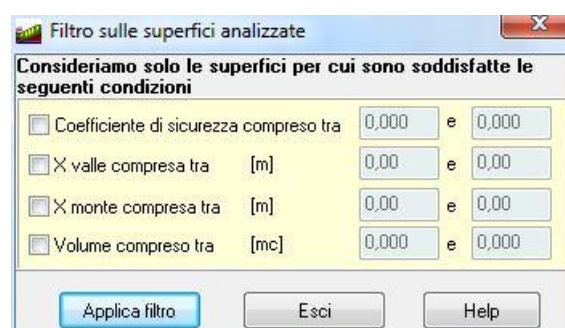 Filtro sulle superfici analizzate
Consideriamo solo le superfici per cui sono soddisfatte le
seguenti condizioni
Coefficiente di sicurezza compreso tra 0,000 e 0,000
X valle compresa tra [m] 0,00 e 0,00
X monte compresa tra [m] 0,00 e 0,00
Volume compreso tra [mc] 0,000 e 0,000
Applica filtro Esci Help